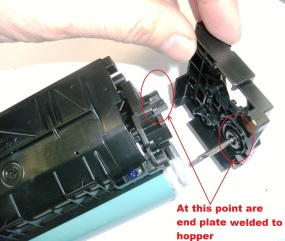 At this point are
end plate welded to
hopper